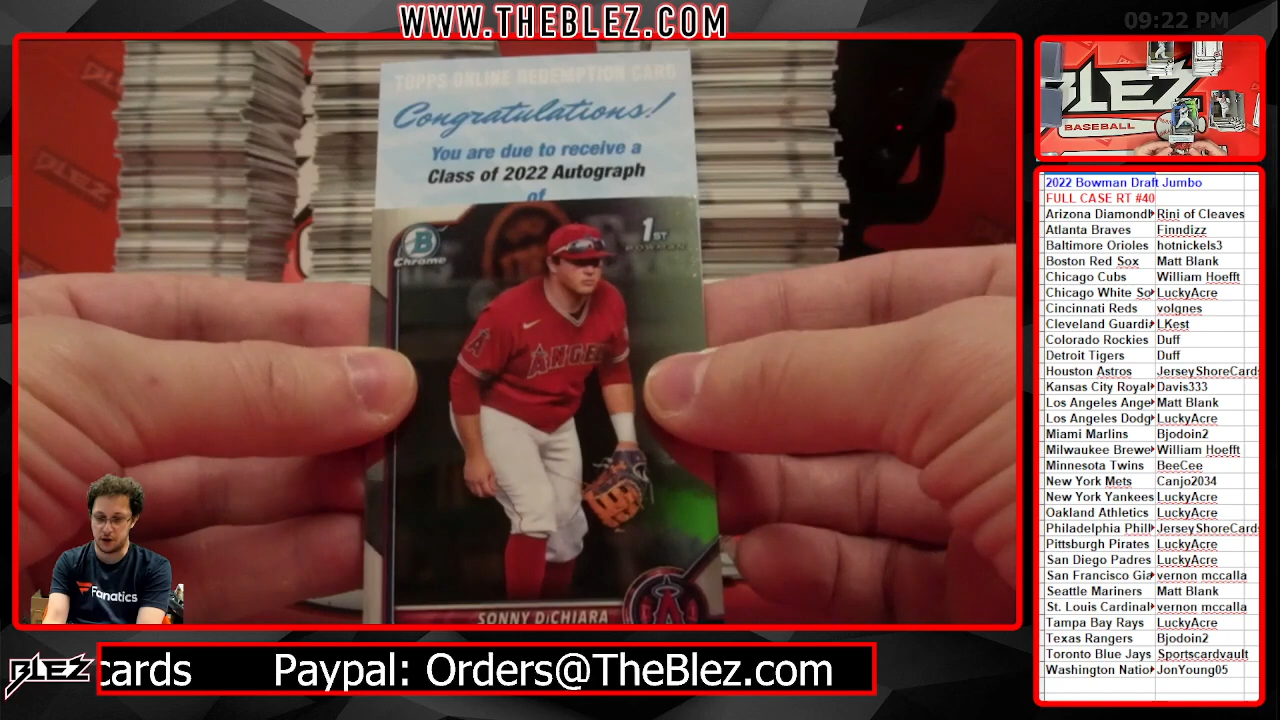 WWW.THEBLEZ.COM
09:22 PM
TOPPS ONLINE REDEMPTION CARD
Congratulations!
You are due to receive a
Class of 2022 Autograph
of
B
Chrome
1ST
BOWMAN
A
ANGE
SONNY DiCHIARA
A
Fanatics
BLEZ
BASEBALL
2022 Bowman Draft Jumbo
FULL CASE RT #40
Arizona Diamond Rini of Cleaves
Atlanta Braves Finndizz
Baltimore Orioles hotnickels3
Boston Red Sox Matt Blank
Chicago Cubs William Hoefft
Chicago White So LuckyAcre
Cincinnati Reds volgnes
Cleveland Guardi LKest
Colorado Rockies Duff
Detroit Tigers Duff
Houston Astros JerseyShoreCard
Kansas City Royal Davis333
Los Angeles Ange Matt Blank
Los Angeles Dodg LuckyAcre
Miami Marlins Bjodoin2
Milwaukee Brewe William Hoefft
Minnesota Twins BeeCee
New York Mets Canjo2034
New York Yankees LuckyAcre
Oakland Athletics LuckyAcre
Philadelphia Phill JerseyShoreCard
Pittsburgh Pirates LuckyAcre
San Diego Padres LuckyAcre
San Francisco Gia vernon mccalla
Seattle Mariners Matt Blank
St. Louis Cardinal vernon mccalla
Tampa Bay Rays LuckyAcre
Texas Rangers Bjodoin2
Toronto Blue Jays Sportscardvault
Washington Natio JonYoung05
BLEZ
cards Paypal: Orders@TheBlez.com